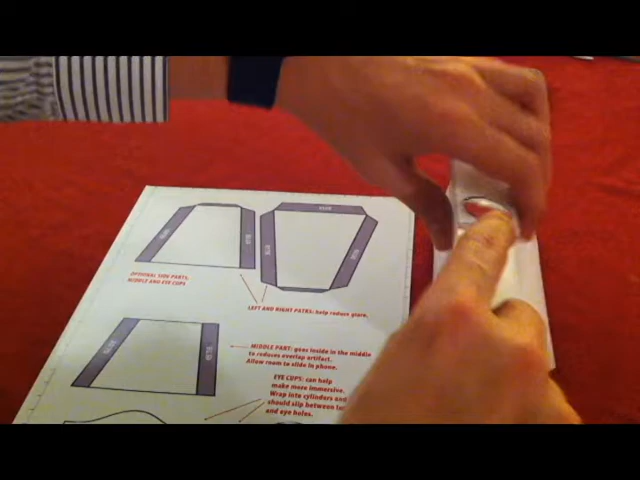 OPTIONAL SIDE PARTS,
MIDDLE AND EYE CUPS
LEFT AND RIGHT PARTS: help reduce glare.
MIDDLE PART: goes inside in the middle
to reduces overlap artifact.
Allow room to slide in phone.
EYE CUPS: can help
make more immersive.
Wrap into cylinders and
should slip between
and eye holes.